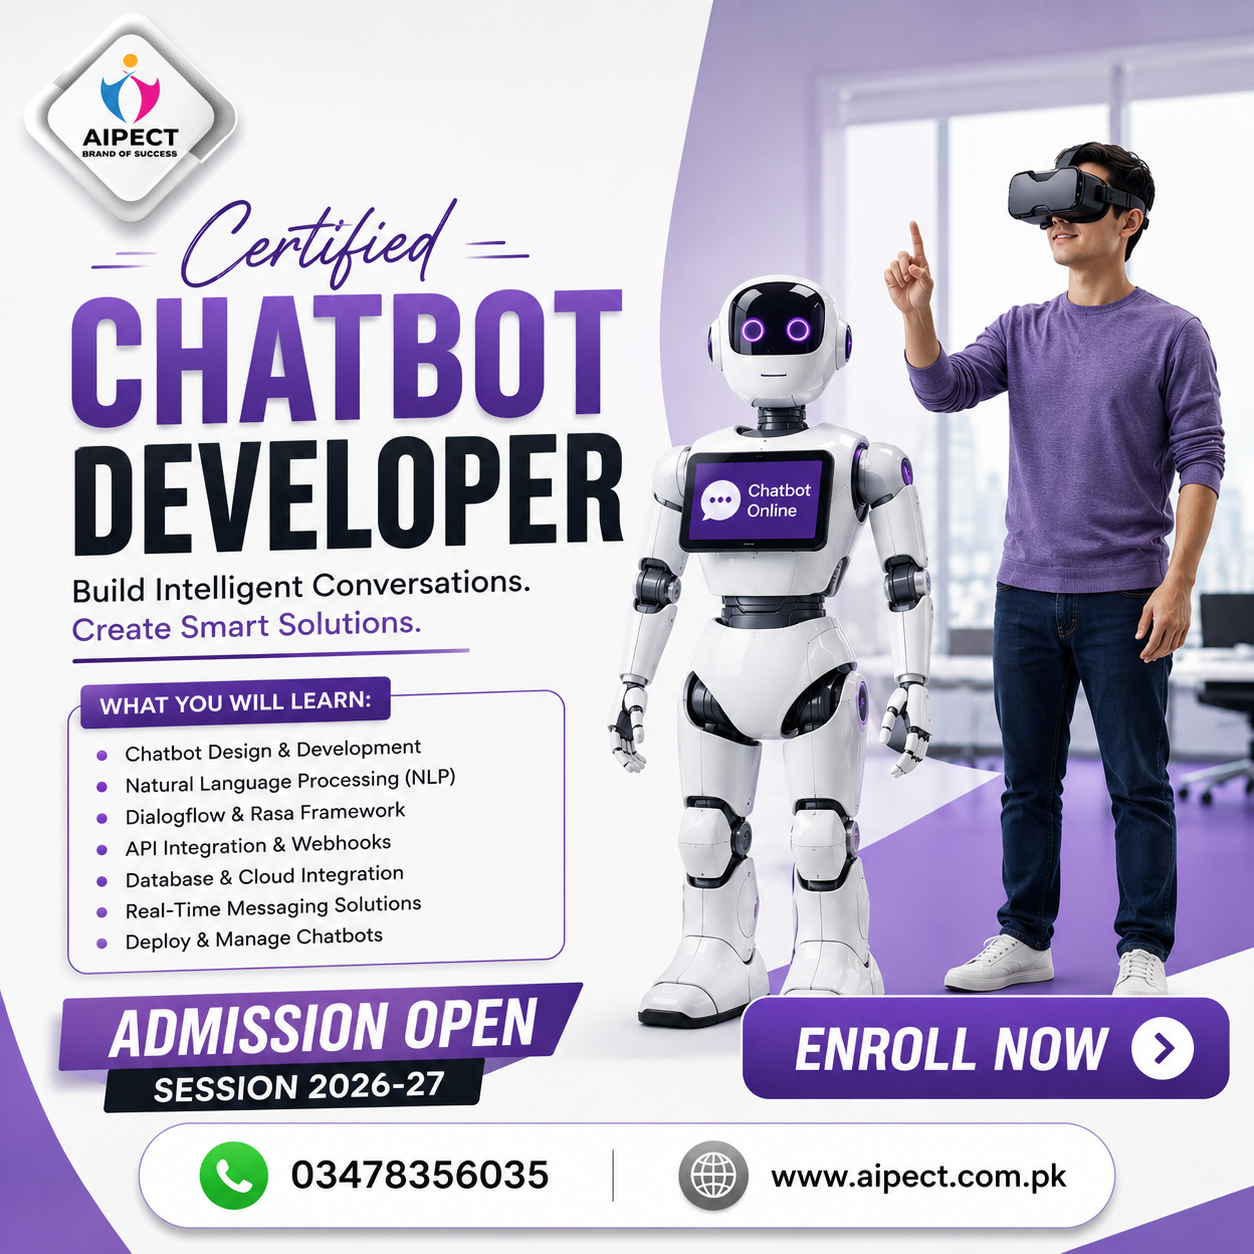 AIPECT
BRAND OF SUCCESS
Certified
CHATBOT
DEVELOPER
Build Intelligent Conversations.
Create Smart Solutions.
WHAT YOU WILL LEARN:
Chatbot Design & Development
Natural Language Processing (NLP)
Dialogflow & Rasa Framework
API Integration & Webhooks
Database & Cloud Integration
Real-Time Messaging Solutions
Deploy & Manage Chatbots
Chatbot
Online
ADMISSION OPEN
SESSION 2026-27
ENROLL NOW
03478356035
www.aipect.com.pk